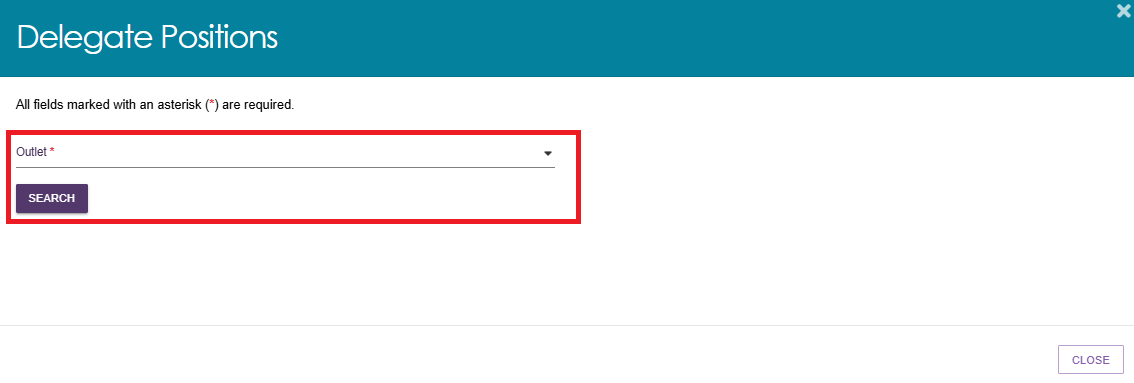 Delegate Positions
All fields marked with an asterisk (*) are required.
Outlet *
SEARCH
CLOSE